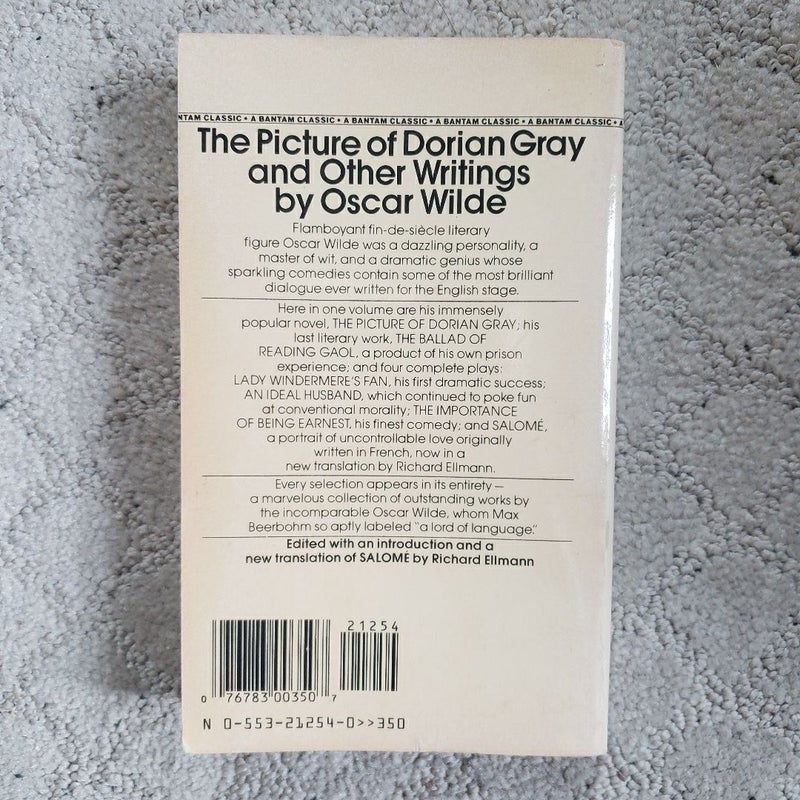 NTAM CLASSIC • A BANTAM CLASSIC • A BANTAM CLASSIC • A BANTAM CLASSIC • A BANTAM CLASSIC • A
The Picture of Dorian Gray
and Other Writings
by Oscar Wilde
Flamboyant fin-de-siècle literary
figure Oscar Wilde was a dazzling personality, a
master of wit, and a dramatic genius whose
sparkling comedies contain some of the most brilliant
dialogue ever written for the English stage.
Here in one volume are his immensely
popular novel, THE PICTURE OF DORIAN GRAY; his
last literary work, THE BALLAD OF
READING GAOL, a product of his own prison
experience; and four complete plays:
LADY WINDERMERE'S FAN, his first dramatic success;
AN IDEAL HUSBAND, which continued to poke fun
at conventional morality; THE IMPORTANCE
OF BEING EARNEST, his finest comedy; and SALOMÉ,
a portrait of uncontrollable love originally
written in French, now in a
new translation by Richard Ellmann.
Every selection appears in its entirety —
a marvelous collection of outstanding works by
the incomparable Oscar Wilde, whom Max
Beerbohm so aptly labeled "a lord of language."
Edited with an introduction and a
new translation of SALOMÉ by Richard Ellmann
21254
0 76783 00350 7
N 0-553-21254-0>>350